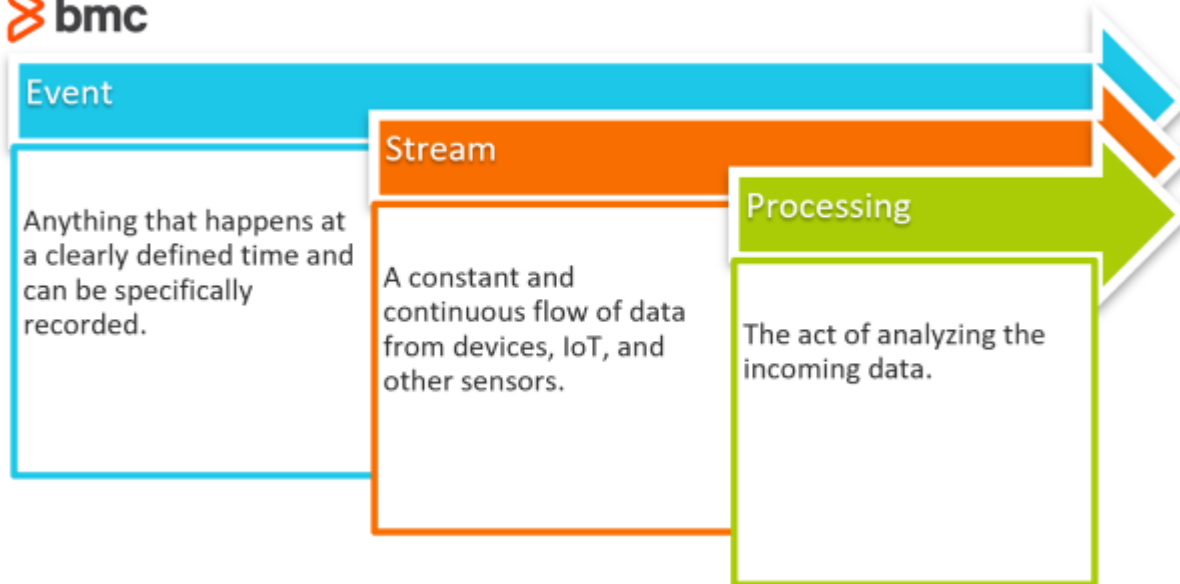 bmc
Event
Anything that happens at
a clearly defined time and
can be specifically
recorded.
Stream
A constant and
continuous flow of data
from devices, IoT, and
other sensors.
Processing
The act of analyzing the
incoming data.